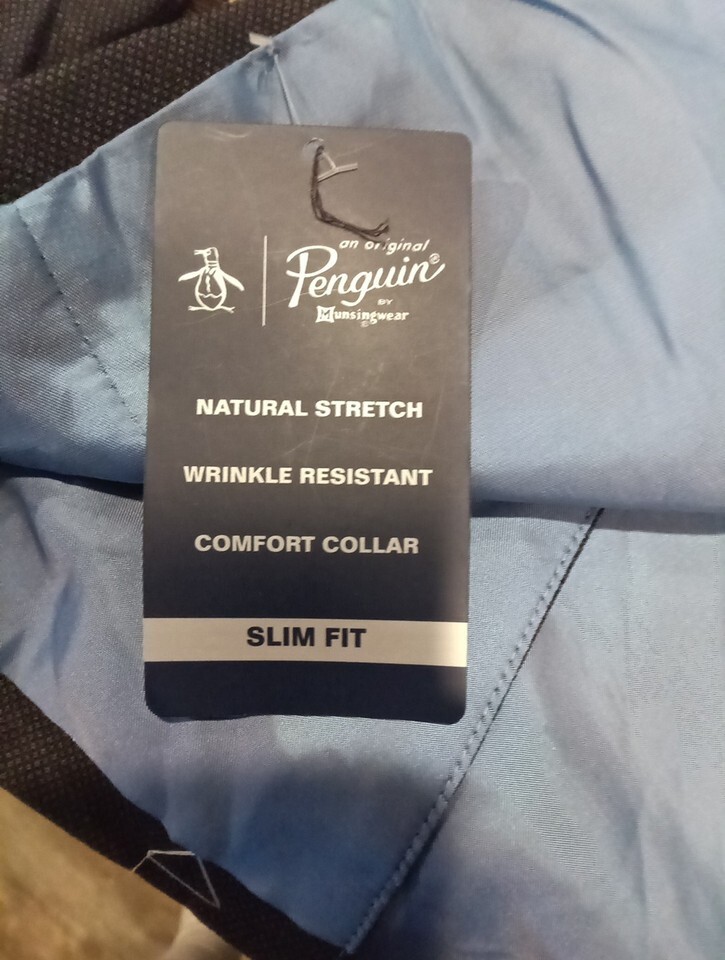 an original
Penguin®
BY
Munsingwear
®
NATURAL STRETCH
WRINKLE RESISTANT
COMFORT COLLAR
SLIM FIT